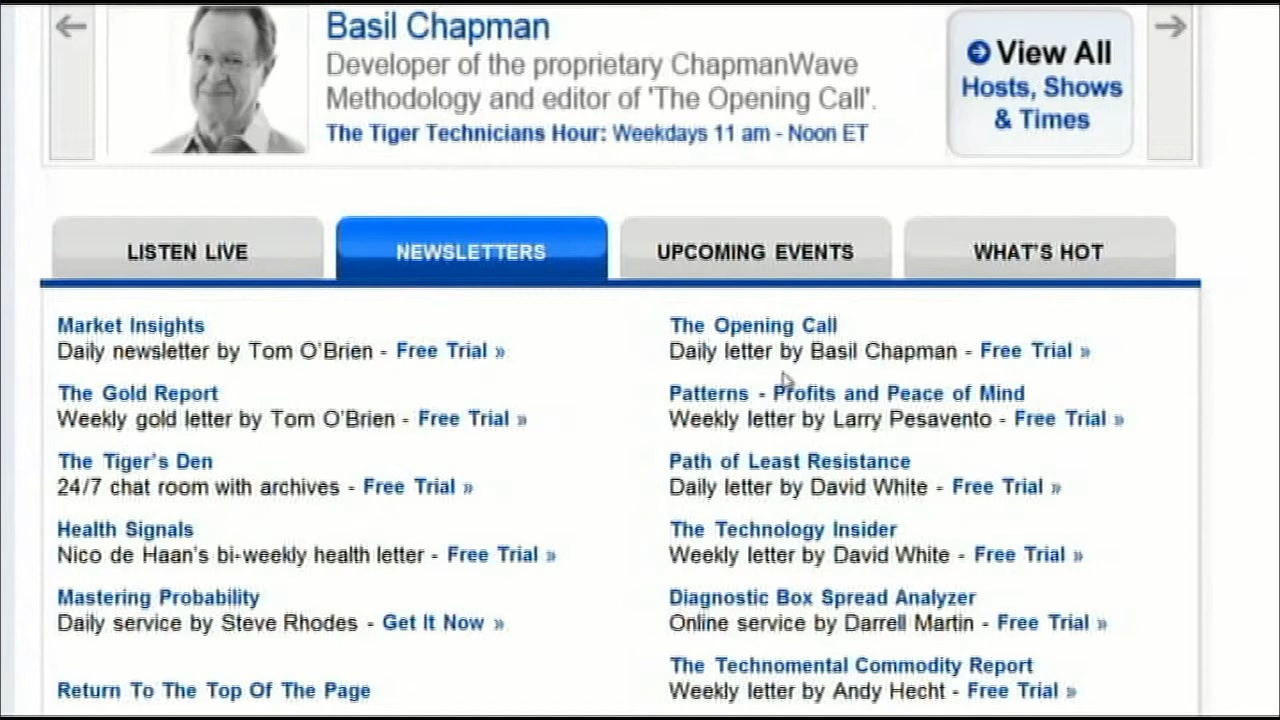 Basil Chapman
Developer of the proprietary ChapmanWave
Methodology and editor of 'The Opening Call'.
The Tiger Technicians Hour: Weekdays 11 am - Noon ET
View All
Hosts, Shows
& Times
LISTEN LIVE
NEWSLETTERS
UPCOMING EVENTS
WHAT'S HOT
Market Insights
Daily newsletter by Tom O'Brien - Free Trial »
The Gold Report
Weekly gold letter by Tom O'Brien - Free Trial »
The Tiger's Den
24/7 chat room with archives - Free Trial »
Health Signals
Nico de Haan's bi-weekly health letter - Free Trial »
Mastering Probability
Daily service by Steve Rhodes - Get It Now »
Return To The Top Of The Page
The Opening Call
Daily letter by Basil Chapman - Free Trial »
Patterns - Profits and Peace of Mind
Weekly letter by Larry Pesavento - Free Trial »
Path of Least Resistance
Daily letter by David White - Free Trial »
The Technology Insider
Weekly letter by David White - Free Trial »
Diagnostic Box Spread Analyzer
Online service by Darrell Martin - Free Trial »
The Technomental Commodity Report
Weekly letter by Andy Hecht - Free Trial »